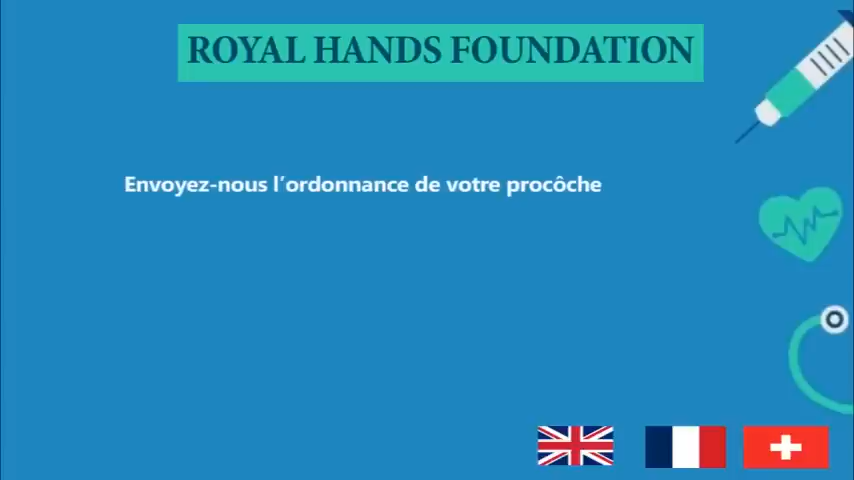 ROYAL HANDS FOUNDATION
Envoyez-nous l’ordonnance de votre procôche